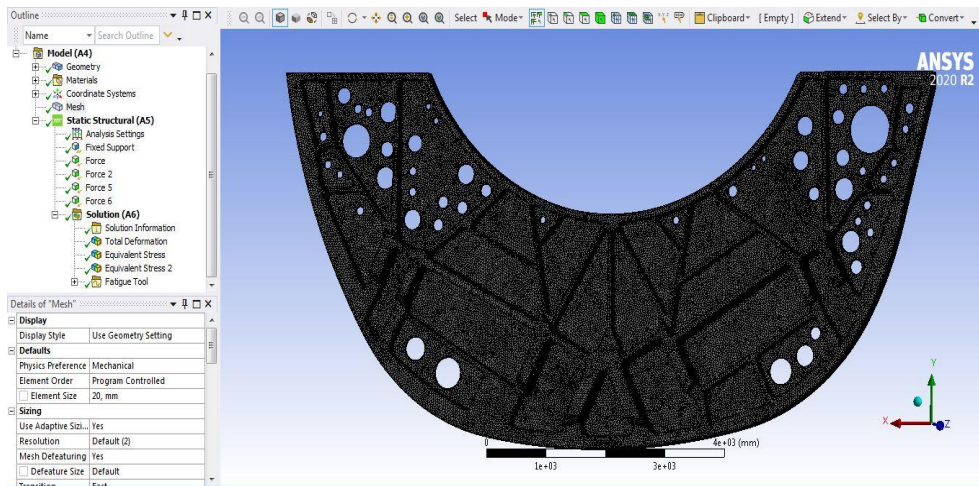 Outline
Name
Search Outline
Select
Mode
Clipboard
[ Empty ]
Extend
Select By
Convert
Model (A4)
Geometry
Materials
Coordinate Systems
Mesh
Static Structural (A5)
Analysis Settings
Fixed Support
Force
Force 2
Force 5
Force 6
Solution (A6)
Solution Information
Total Deformation
Equivalent Stress
Equivalent Stress 2
Fatigue Tool
Details of "Mesh"
Display
Display Style Use Geometry Setting
Defaults
Physics Preference Mechanical
Element Order Program Controlled
Element Size 20, mm
Sizing
Use Adaptive Sizi... Yes
Resolution Default (2)
Mesh Defeaturing Yes
Defeature Size Default
Transition Fast
ANSYS
2020 R2
Y
X
Z
0
4e+03 (mm)
1e+03
3e+03